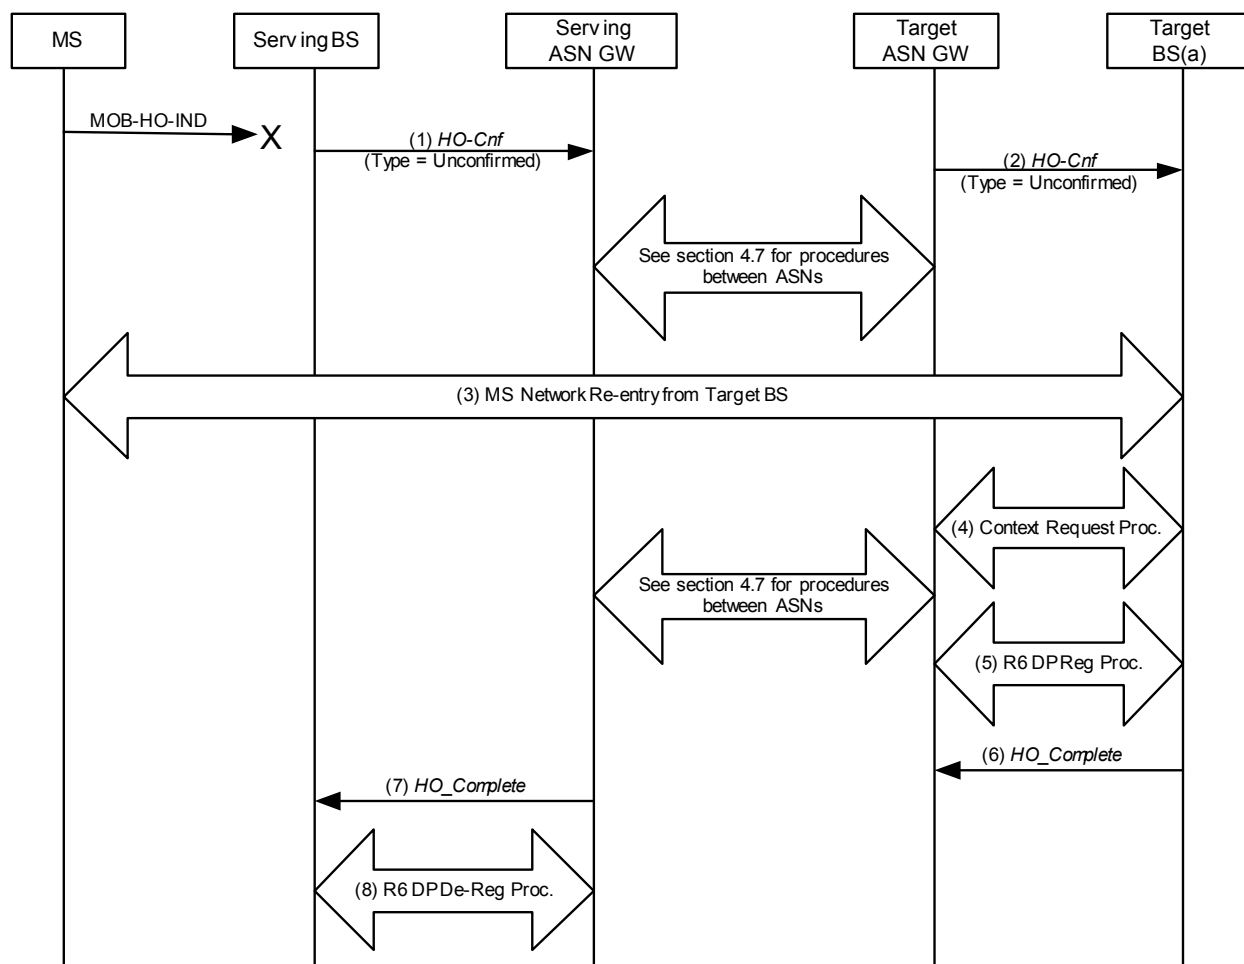 MS
Serving BS
Serving
ASN GW
Target
ASN GW
Target
BS(a)
MOB-HO-IND
X
(1) HO-Cnf
(Type = Unconfirmed)
(2) HO-Cnf
(Type = Unconfirmed)
See section 4.7 for procedures
between ASNs
(3) MS Network Re-entry from Target BS
(4) Context Request Proc.
See section 4.7 for procedures
between ASNs
(5) R6 DP Reg Proc.
(6) HO_Complete
(7) HO_Complete
(8) R6 DP De-Reg Proc.